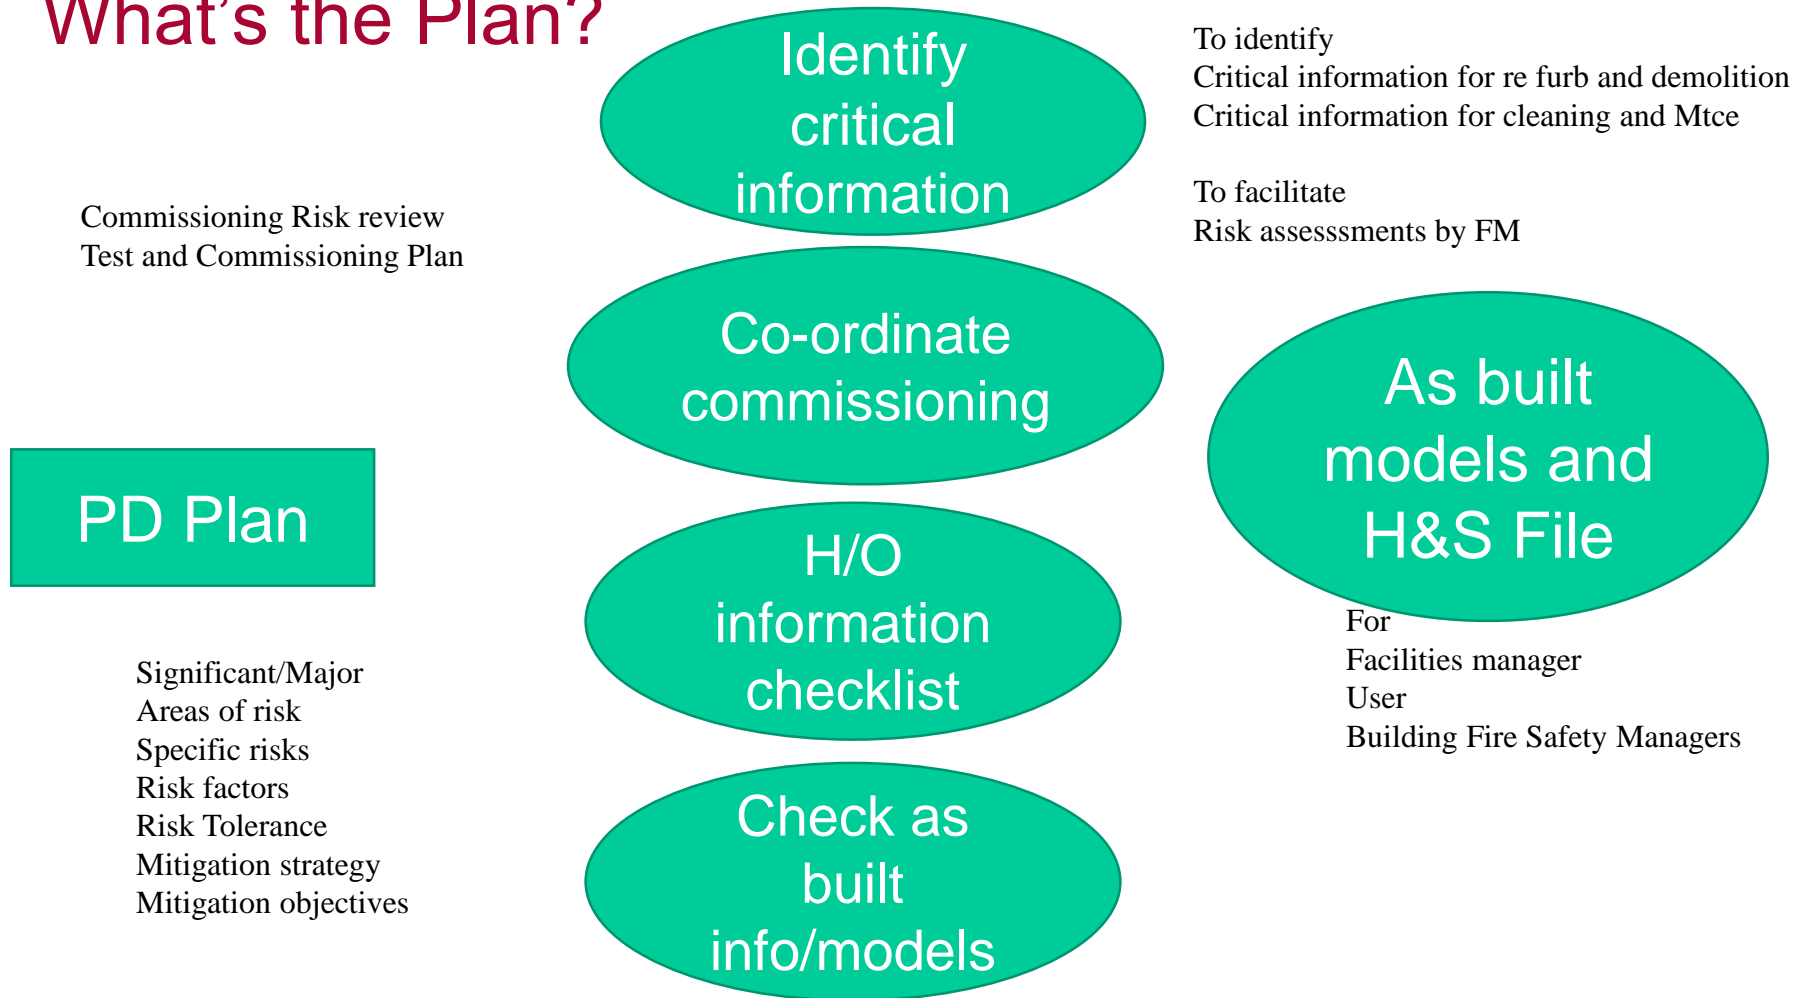 What's the Plan?
Identify
critical
information
To identify
Critical information for re furb and demolition
Critical information for cleaning and Mtce
To facilitate
Risk assesssments by FM
Commissioning Risk review
Test and Commissioning Plan
Co-ordinate
commissioning
As built
models and
H&S File
PD Plan
H/O
information
checklist
For
Facilities manager
User
Building Fire Safety Managers
Significant/Major
Areas of risk
Specific risks
Risk factors
Risk Tolerance
Mitigation strategy
Mitigation objectives
Check as
built
info/models